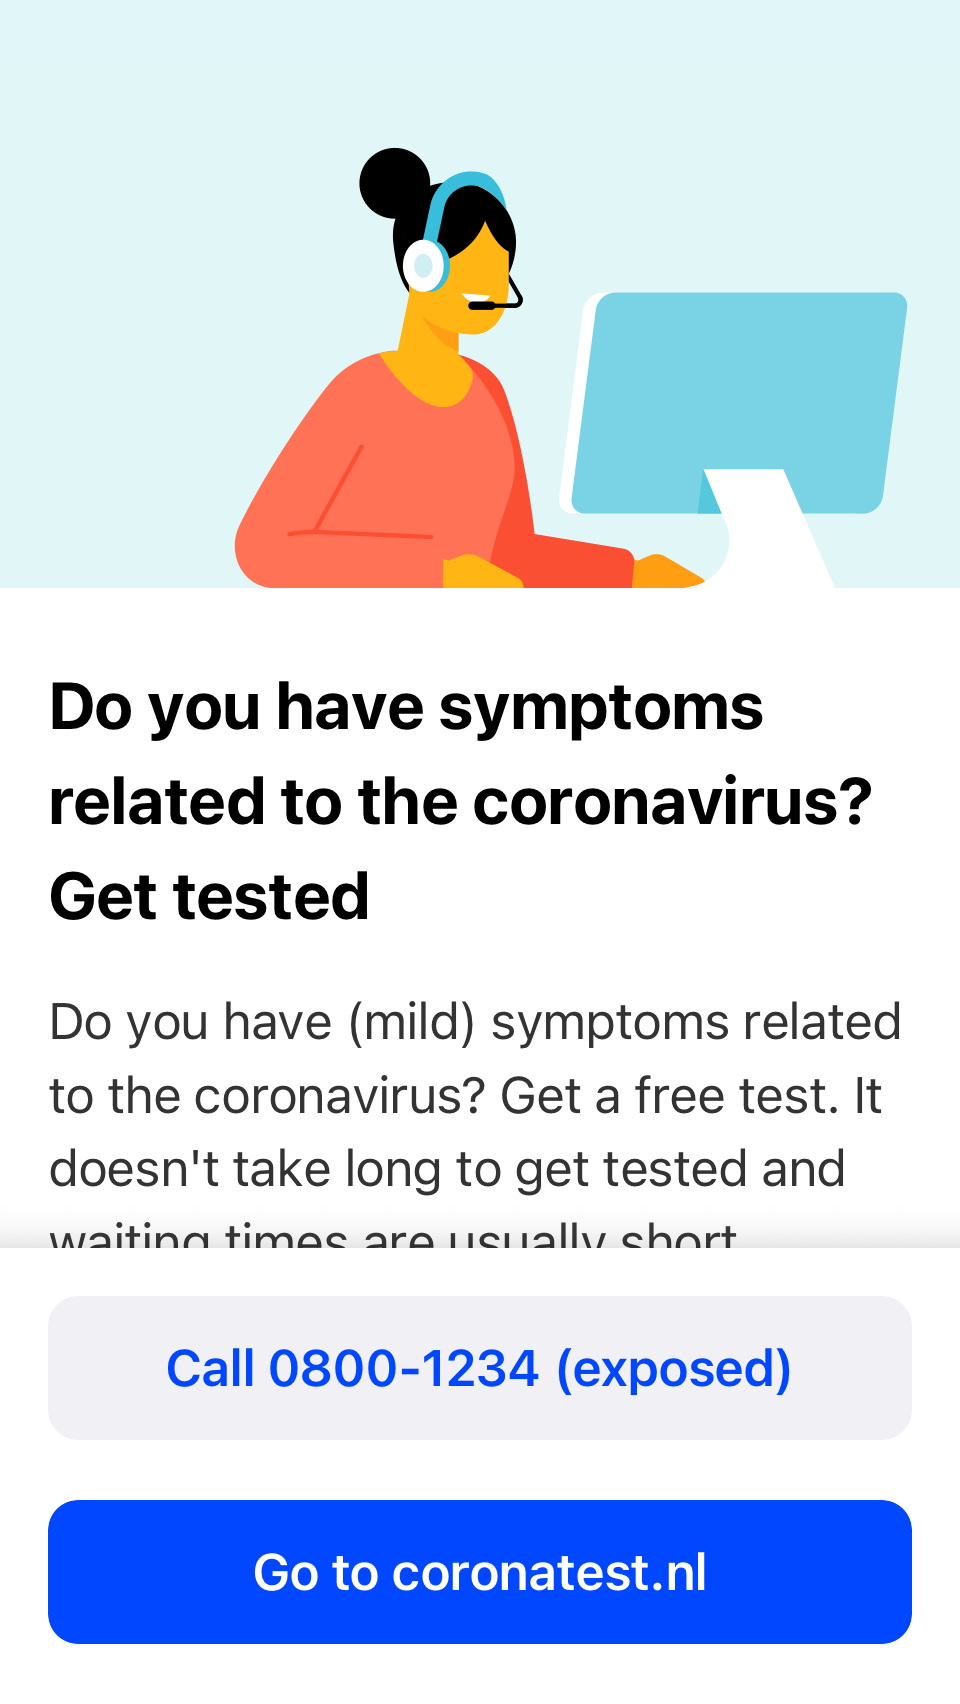 Do you have symptoms
related to the coronavirus?
Get tested
Do you have (mild) symptoms related
to the coronavirus? Get a free test. It
doesn't take long to get tested and
waiting times are usually short
Call 0800-1234 (exposed)
Go to coronatest.nl